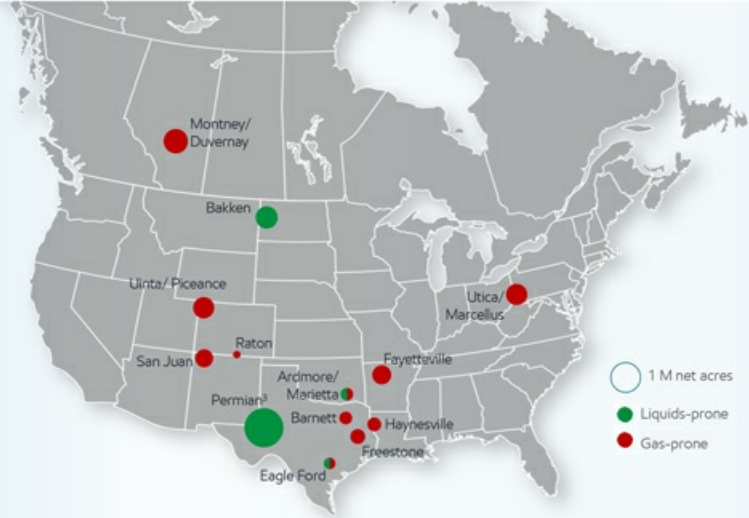 Montney/
Duvernay
Bakken
Uinta/ Piceance
Utica/
Marcellus
Raton
San Juan
Fayetteville
Ardmore/
Marietta
Permian³
Barnett
Haynesville
Freestone
Eagle Ford
1 M net acres
Liquids-prone
Gas-prone